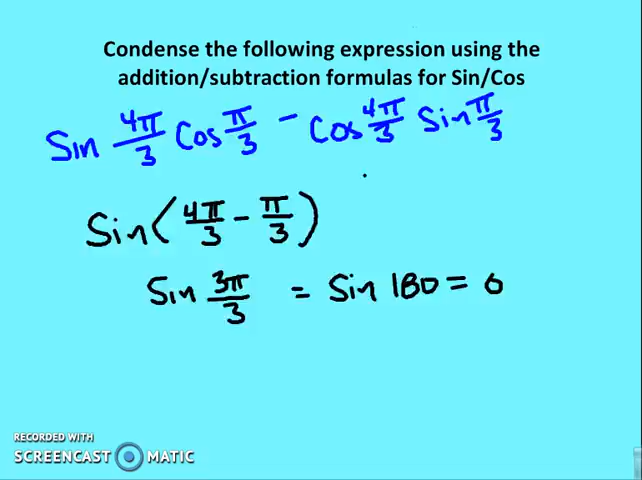 Condense the following expression using the
addition/subtraction formulas for Sin/Cos
Sin 4π/3 Cos π/3 - Cos 4π/3 Sin π/3
Sin(4π/3 - π/3)
Sin 3π/3 = Sin 180 = 0
RECORDED WITH
SCREENCAST MATIC